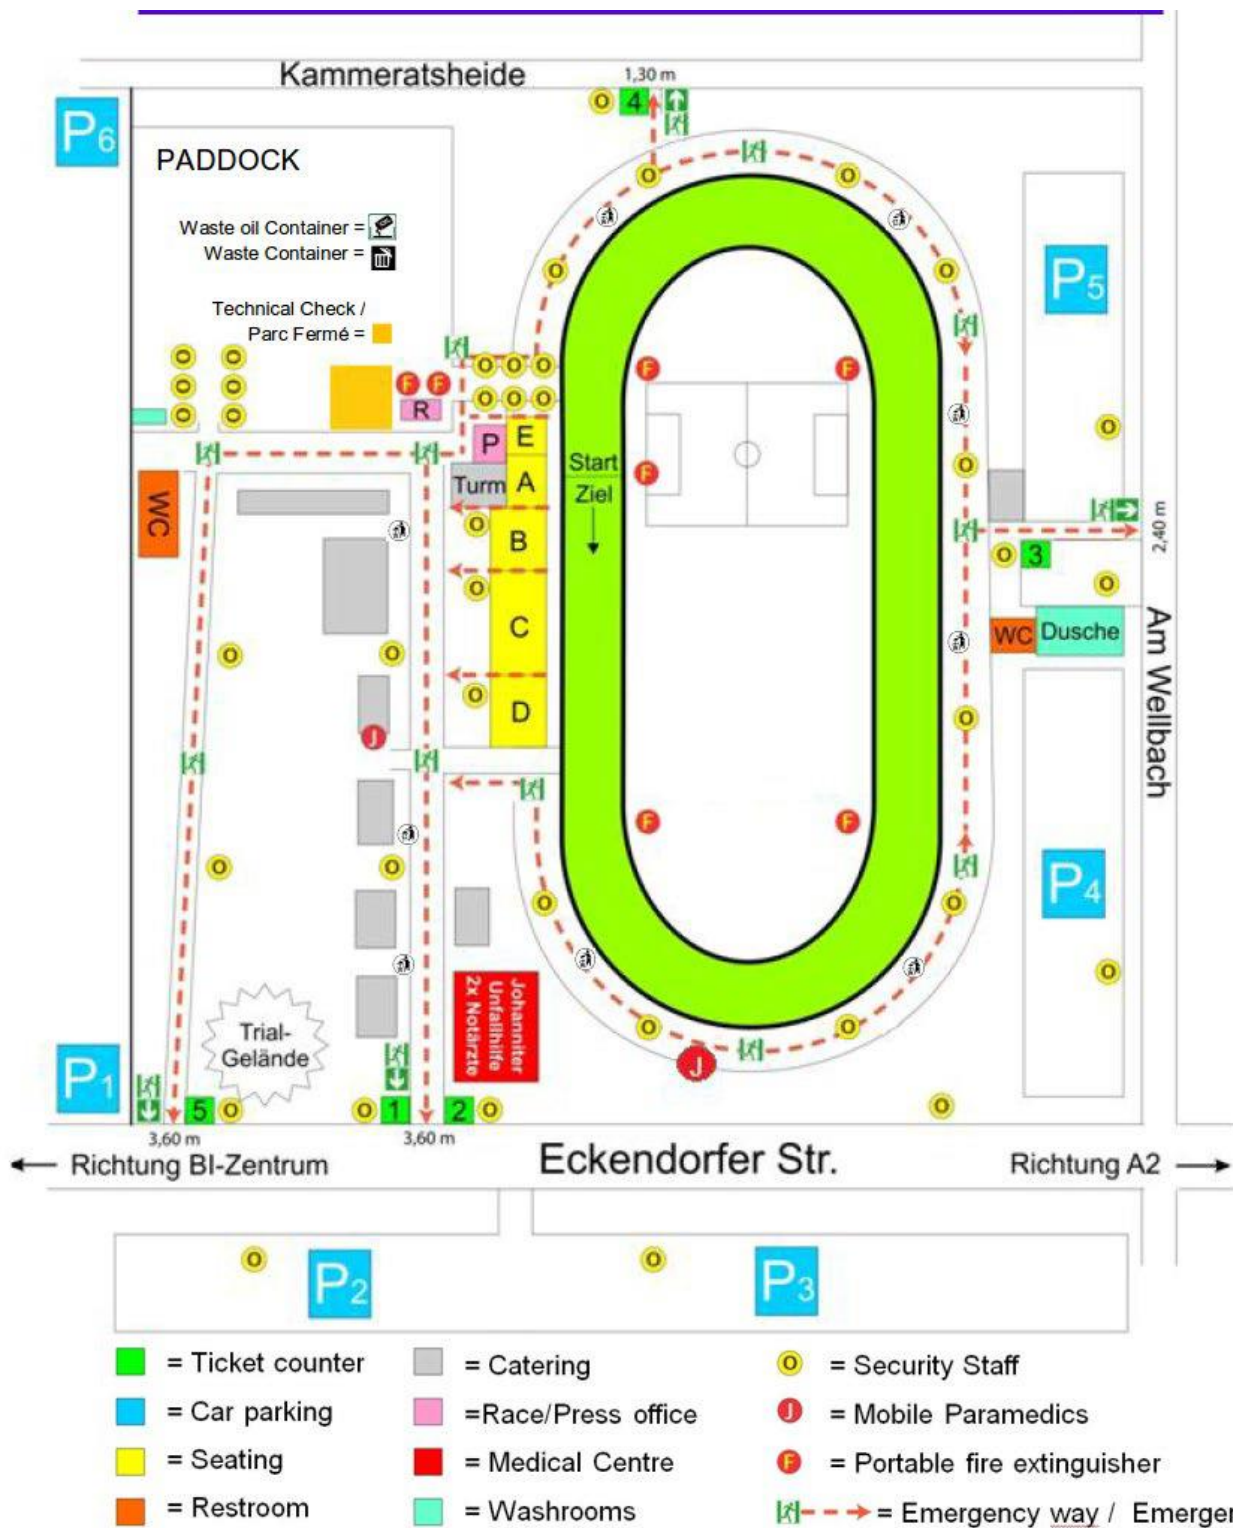 Kammeratsheide
1,30 m
4
P6
PADDOCK
Waste oil Container =
Waste Container =
Technical Check /
Parc Fermé =
P5
O O
O O
O O
F F
R
O O O
O O O
E
P
A
Turm
B
C
D
Start
Ziel
F F
F
F F
WC
2,40 m
3
WC Dusche
Am Wellbach
J
P4
Johanniter
Unfallhilfe
2x Notärzte
Trial-
Gelände
J
P1
5 O
O 1
2 O
3,60 m
3,60 m
Richtung BI-Zentrum
Eckendorfer Str.
Richtung A2
P2
P3
= Ticket counter
= Catering
O = Security Staff
= Car parking
=Race/Press office
J = Mobile Paramedics
= Seating
= Medical Centre
F = Portable fire extinguisher
= Restroom
= Washrooms
= Emergency way / Emerger